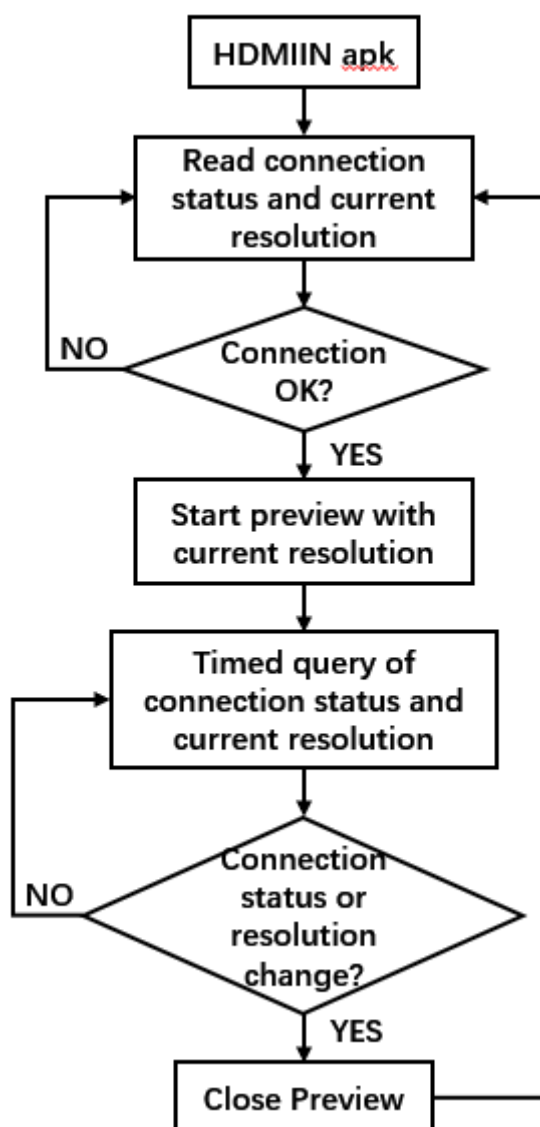 HDMIIN apk
Read connection
status and current
resolution
NO
Connection
OK?
YES
Start preview with
current resolution
Timed query of
connection status and
current resolution
NO
Connection
status or
resolution
change?
YES
Close Preview